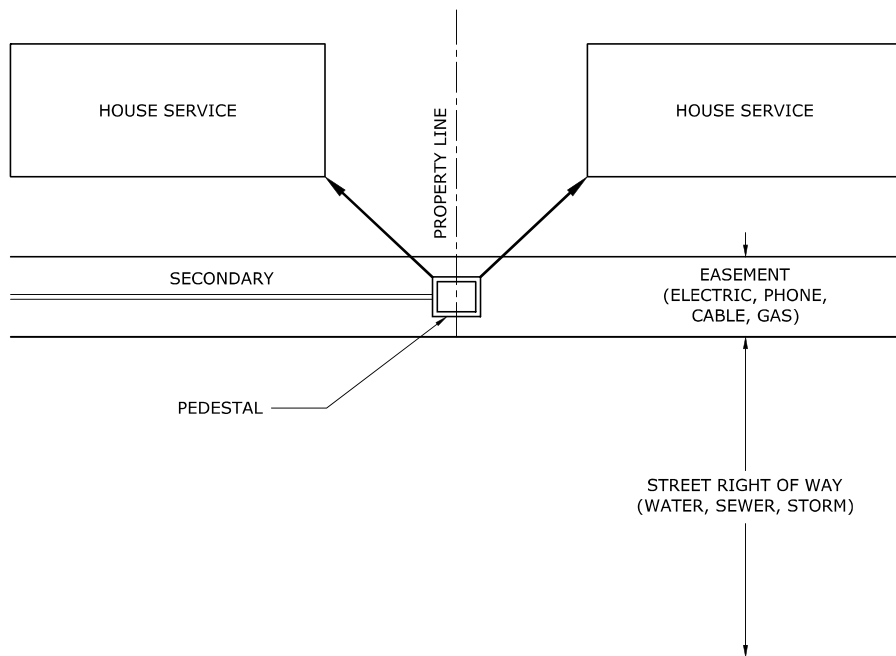 HOUSE SERVICE
PROPERTY LINE
HOUSE SERVICE
SECONDARY
EASEMENT
(ELECTRIC, PHONE,
CABLE, GAS)
PEDESTAL
STREET RIGHT OF WAY
(WATER, SEWER, STORM)